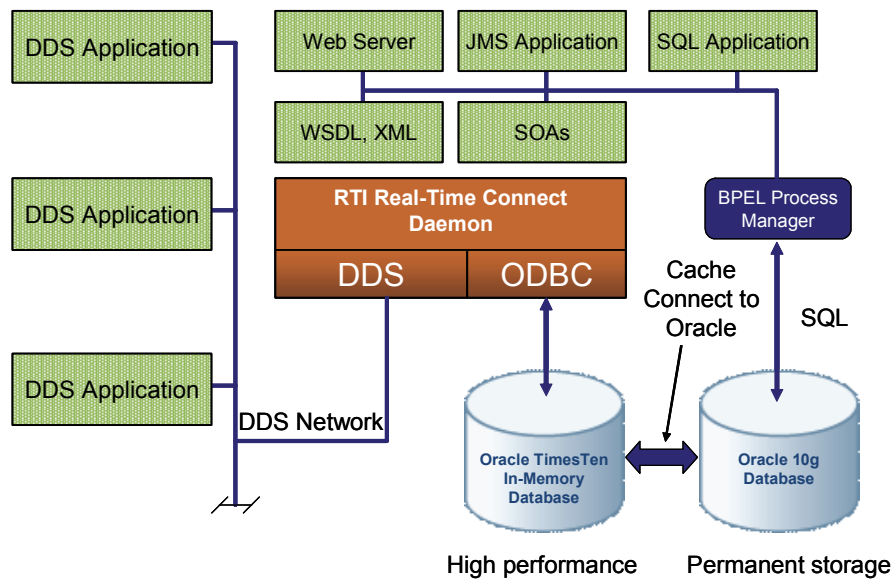 DDS Application
Web Server
JMS Application
SQL Application
WSDL, XML
SOAs
DDS Application
RTI Real-Time Connect
Daemon
DDS
ODBC
BPEL Process
Manager
Cache
Connect to
Oracle
SQL
DDS Application
DDS Network
Oracle TimesTen
In-Memory
Database
Oracle 10g
Database
High performance
Permanent storage